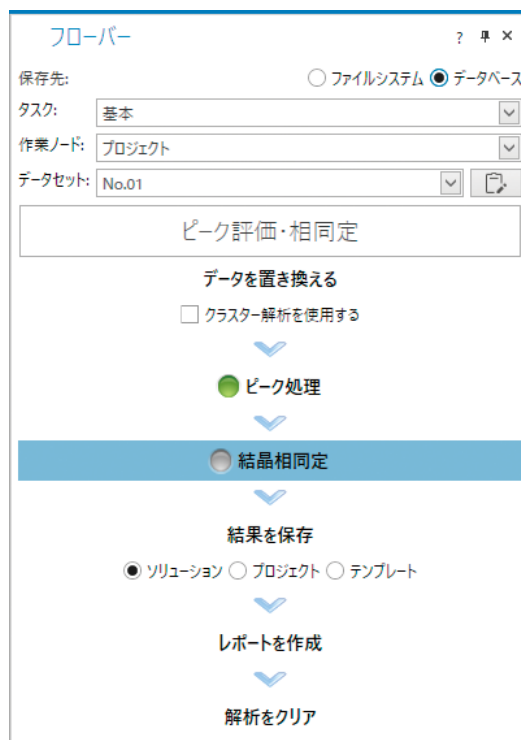 フローバー ?
保存先: ファイルシステム データベース
タスク: 基本
作業ノード: プロジェクト
データセット: No.01
ピーク評価・相同定
データを置き換える
クラスター解析を使用する
ピーク処理
結晶相同定
結果を保存
ソリューション プロジェクト テンプレート
レポートを作成
解析をクリア